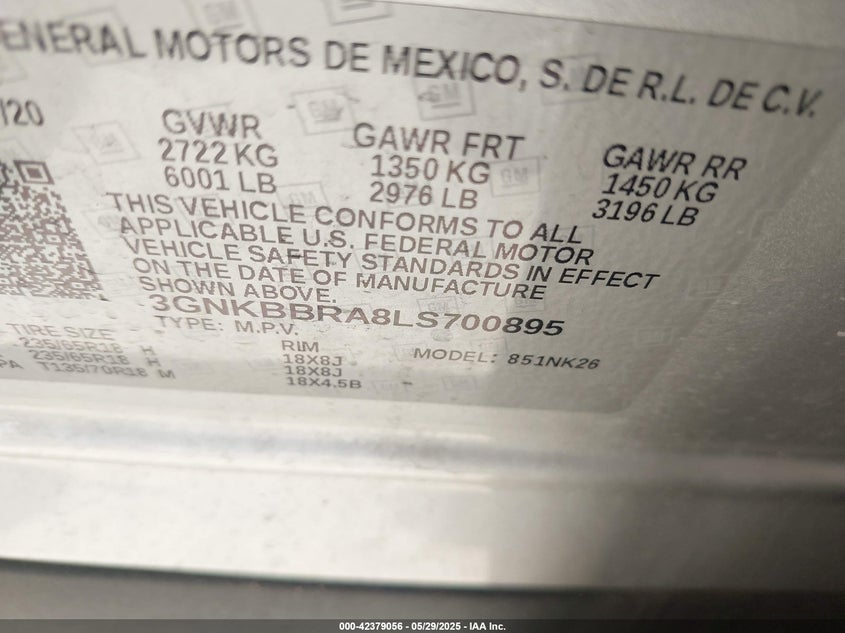 ENERAL MOTORS DE MEXICO, S. DE R.L. DE C.V.
/20
GVWR GAWR FRT GAWR RR
2722 KG 1350 KG 1450 KG
6001 LB 2976 LB 3196 LB
THIS VEHICLE CONFORMS TO ALL
APPLICABLE U.S. FEDERAL MOTOR
VEHICLE SAFETY STANDARDS IN EFFECT
ON THE DATE OF MANUFACTURE
SHOWN ABOVE.
3GNKBBRA8LS700895
TYPE: M.P.V. MODEL: 851NK26
TIRE SIZE RIM
235/65R18 H 18X8J
235/65R18 H 18X8J
PA T135/70R18 M 18X4.5B
GM
000-42379056 - 05/29/2025 - IAA Inc.